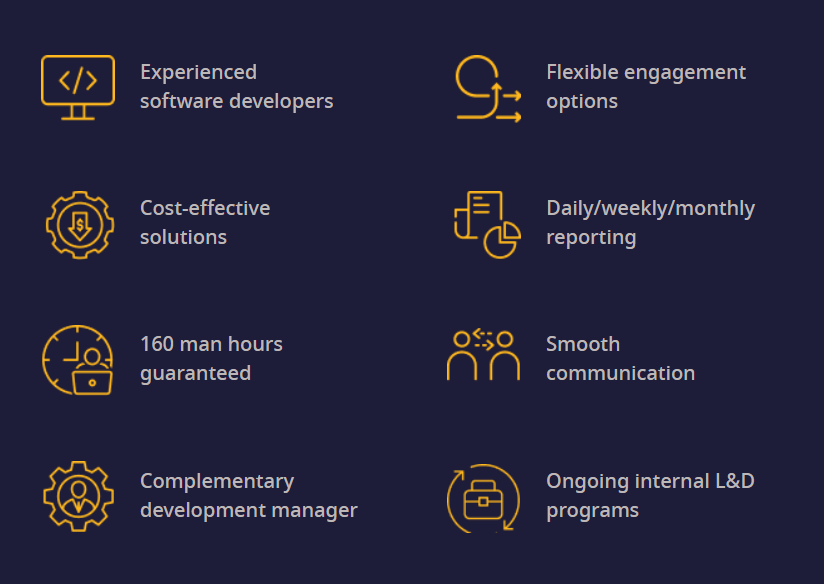 Experienced
software developers
Flexible engagement
options
Cost-effective
solutions
Daily/weekly/monthly
reporting
160 man hours
guaranteed
Smooth
communication
Complementary
development manager
Ongoing internal L&D
programs